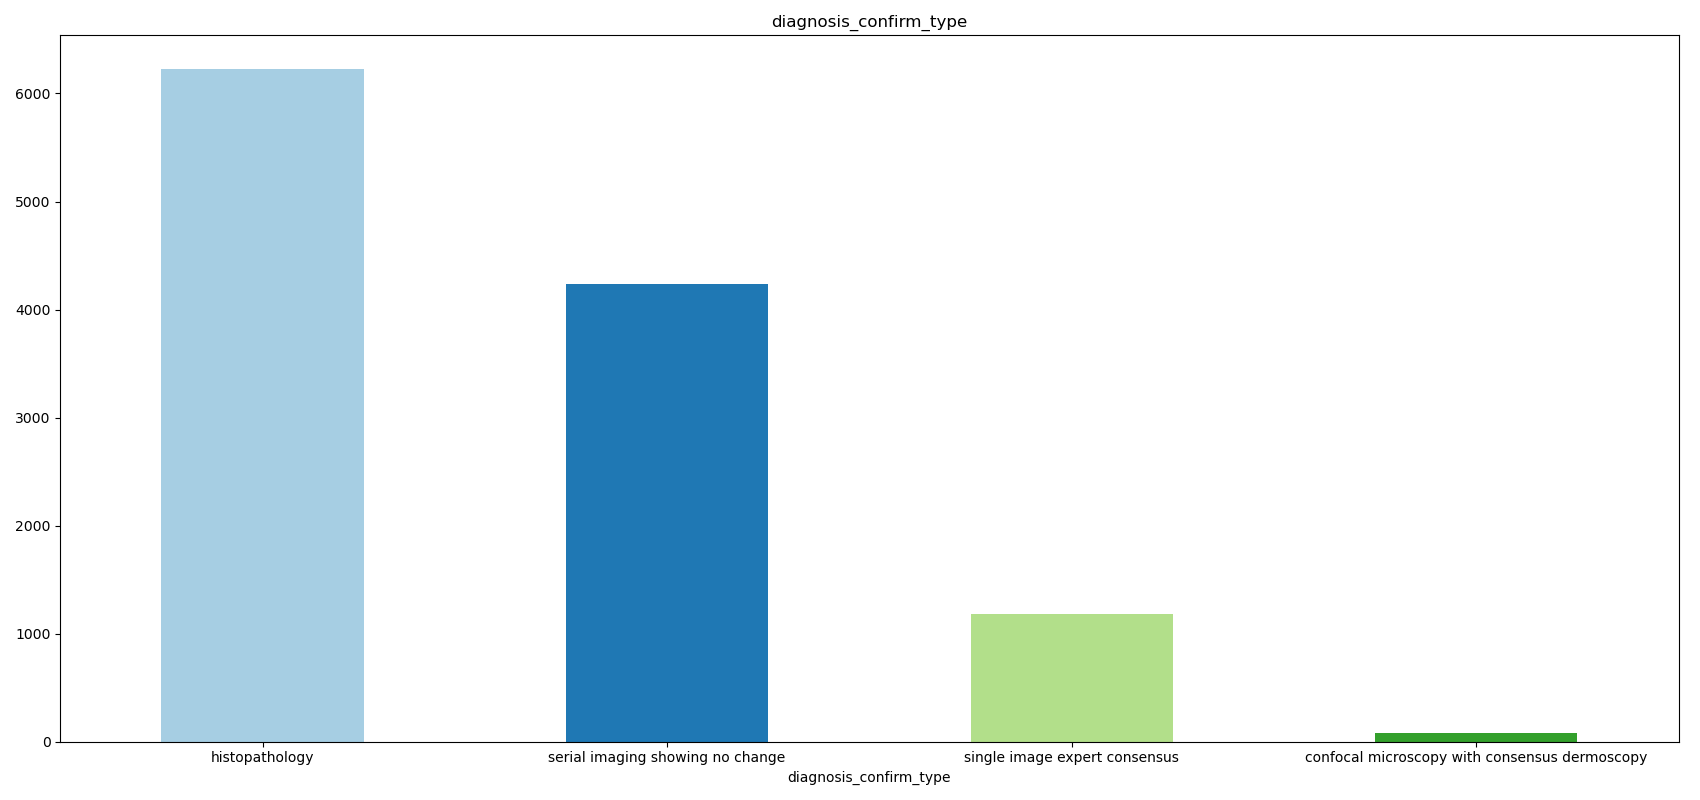 diagnosis_confirm_type
6000
5000
4000
3000
2000
1000
0
histopathology
serial imaging showing no change
single image expert consensus
confocal microscopy with consensus dermoscopy
diagnosis_confirm_type